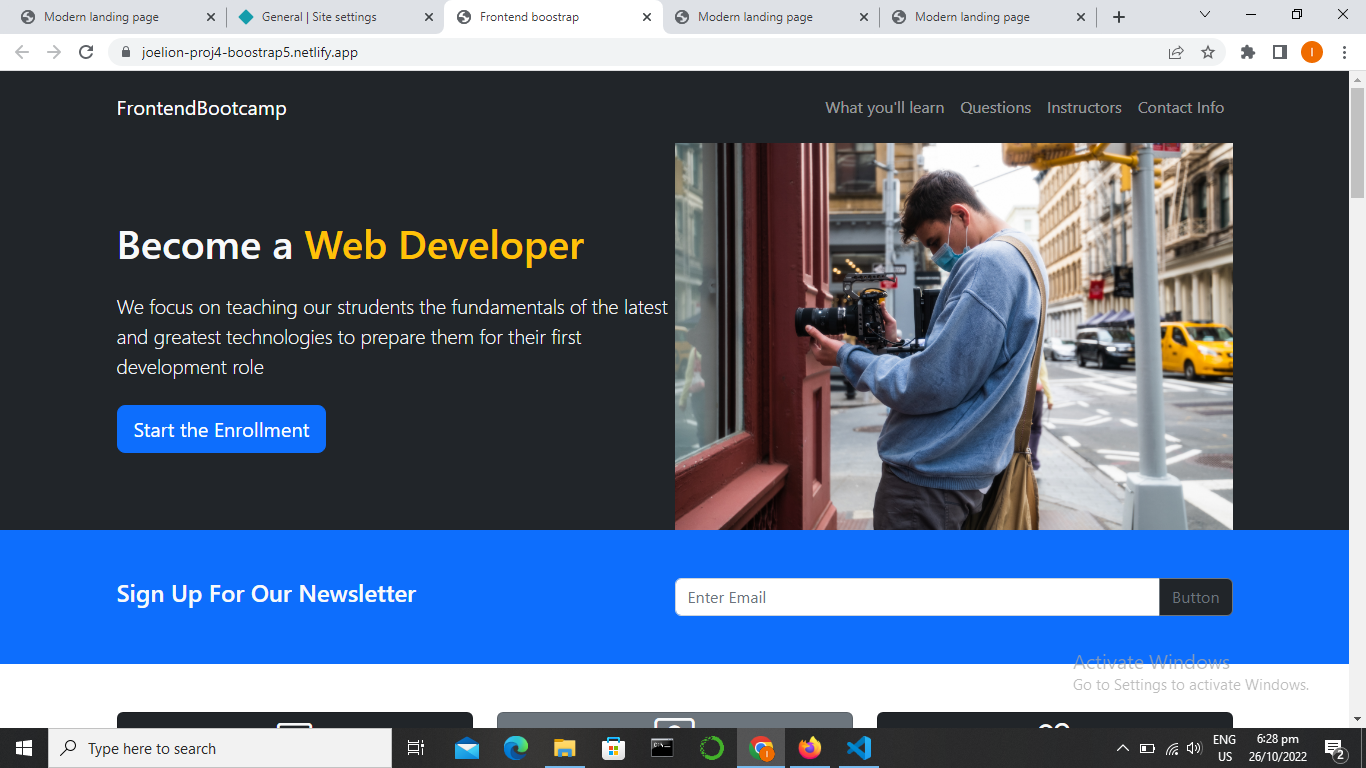 Modern landing page
General | Site settings
Frontend boostrap
Modern landing page
Modern landing page
joelion-proj4-boostrap5.netlify.app
I
FrontendBootcamp
What you'll learn
Questions
Instructors
Contact Info
Become a Web Developer
We focus on teaching our strudents the fundamentals of the latest
and greatest technologies to prepare them for their first
development role
Start the Enrollment
Sign Up For Our Newsletter
Enter Email
Button
Activate Windows
Go to Settings to activate Windows.
Type here to search
ENG
US
6:28 pm
26/10/2022
2